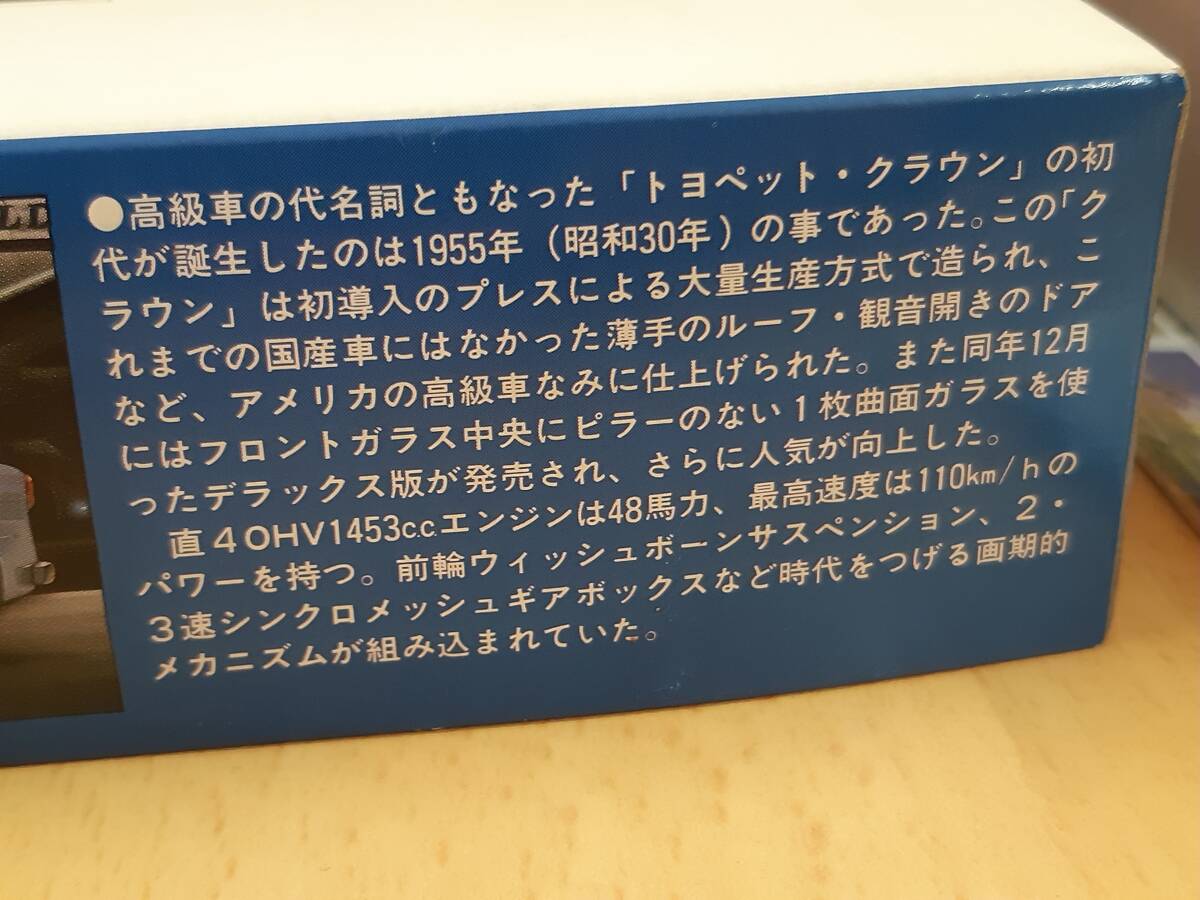 ●高級車の代名詞ともなった「トヨペット・クラウン」の初
代が誕生したのは1955年（昭和30年）の事であった。この「ク
ラウン」は初導入のプレスによる大量生産方式で造られ、こ
れまでの国産車にはなかった薄手のルーフ・観音開きのドア
など、アメリカの高級車なみに仕上げられた。また同年12月
にはフロントガラス中央にピラーのない１枚曲面ガラスを使
ったデラックス版が発売され、さらに人気が向上した。
直４OHV1453c.c.エンジンは48馬力、最高速度は110km/hの
パワーを持つ。前輪ウィッシュボーンサスペンション、２・
３速シンクロメッシュギアボックスなど時代をつげる画期的
メカニズムが組み込まれていた。